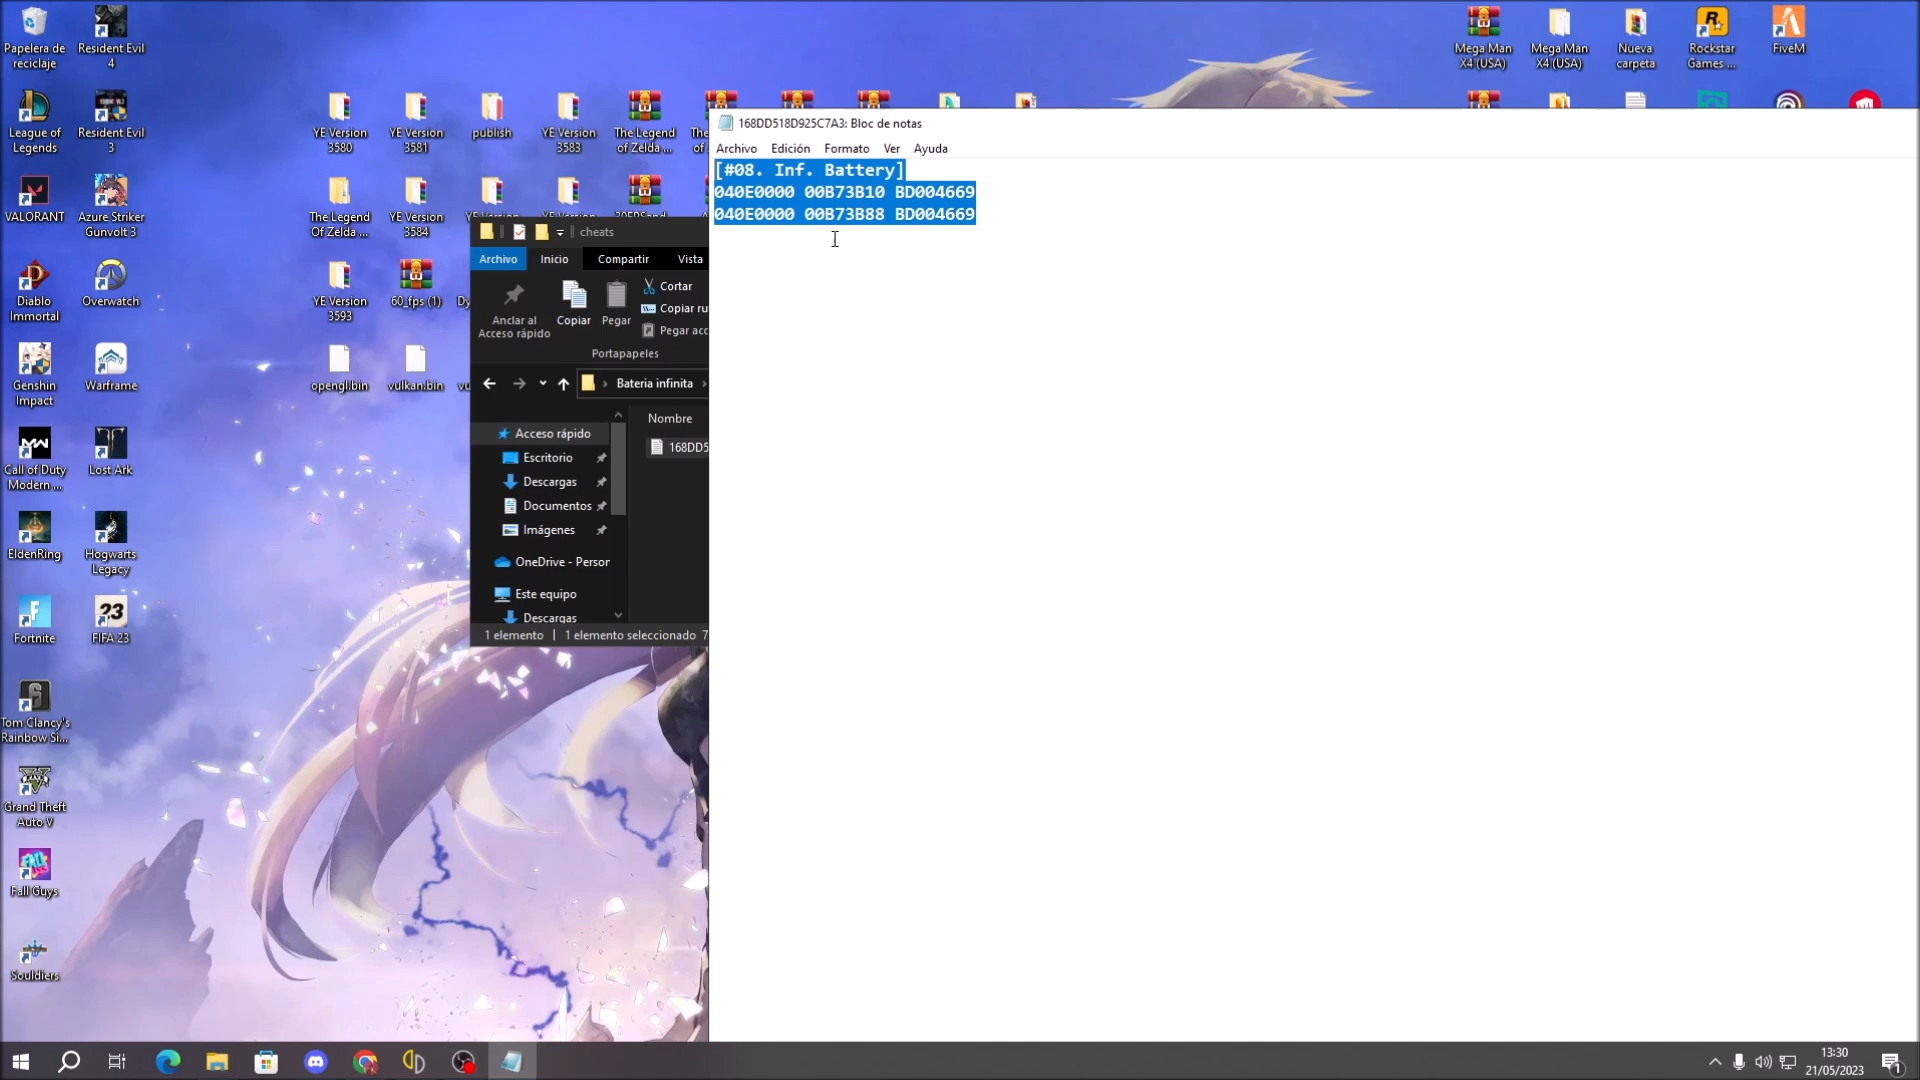 Papelera de
reciclaje
Resident Evil
4
League of
Legends
Resident Evil
3
VALORANT
Azure Striker
Gunvolt 3
Diablo
Immortal
Overwatch
Genshin
Impact
Warframe
Call of Duty
Modern ...
Lost Ark
EldenRing
Hogwarts
Legacy
Fortnite
FIFA 23
Tom Clancy's
Rainbow Si...
Grand Theft
Auto V
Fall Guys
Souldiers
YE Version
3580
YE Version
3581
publish
YE Version
3583
The Legend
of Zelda ...
The Legend
Of Zelda ...
YE Version
3584
YE Version
3593
60_fps (1)
opengl.bin
vulkan.bin
Mega Man
X4 (USA)
Mega Man
X4 (USA)
Nueva
carpeta
Rockstar
Games ...
FiveM
cheats
Archivo
Inicio
Compartir
Vista
Anclar al
Acceso rápido
Copiar
Pegar
Cortar
Copiar ru
Pegar acc
Portapapeles
Bateria infinita
Nombre
168DD5
Acceso rápido
Escritorio
Descargas
Documentos
Imágenes
OneDrive - Persor
Este equipo
Descargas
1 elemento
1 elemento seleccionado 7
168DD518D925C7A3: Bloc de notas
Archivo Edición Formato Ver Ayuda
[#08. Inf. Battery]
040E0000 00B73B10 BD004669
040E0000 00B73B88 BD004669
13:30
21/05/2023
1